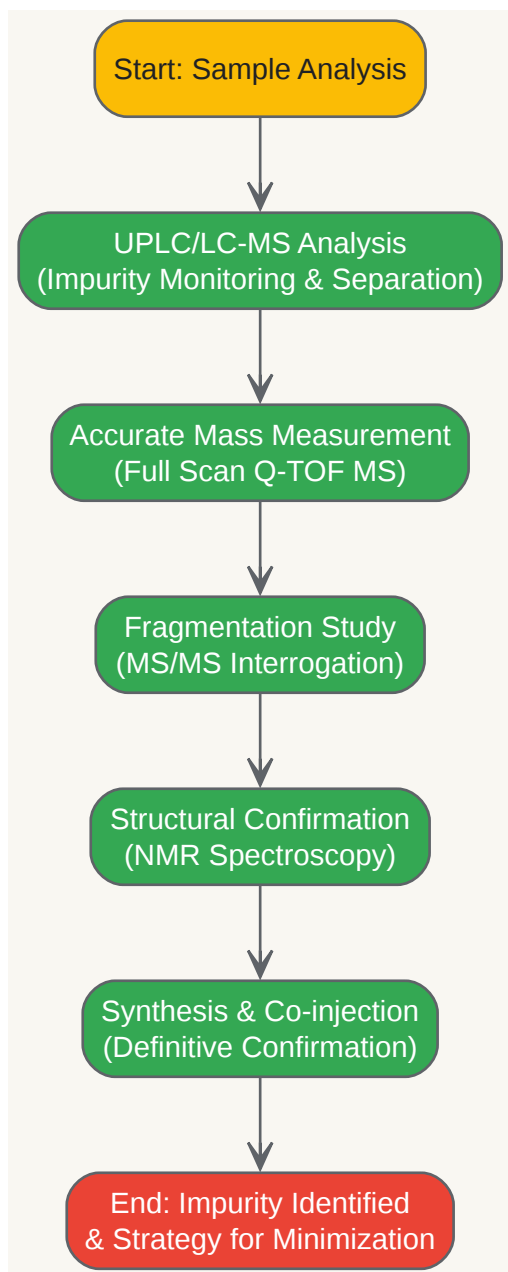 Start: Sample Analysis
UPLC/LC-MS Analysis
(Impurity Monitoring & Separation)
Accurate Mass Measurement
(Full Scan Q-TOF MS)
Fragmentation Study
(MS/MS Interrogation)
Structural Confirmation
(NMR Spectroscopy)
Synthesis & Co-injection
(Definitive Confirmation)
End: Impurity Identified
& Strategy for Minimization